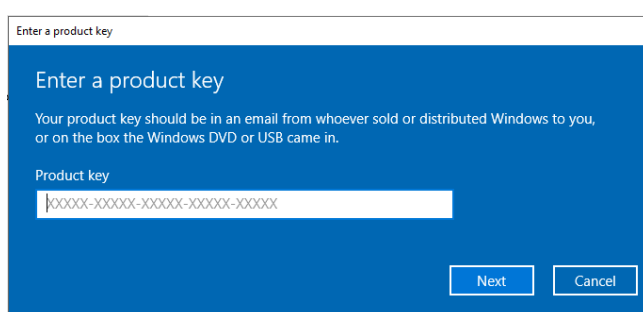 Enter a product key
Enter a product key
Your product key should be in an email from whoever sold or distributed Windows to you,
or on the box the Windows DVD or USB came in.
Product key
XXXXX-XXXXX-XXXXX-XXXXX-XXXXX
Next Cancel